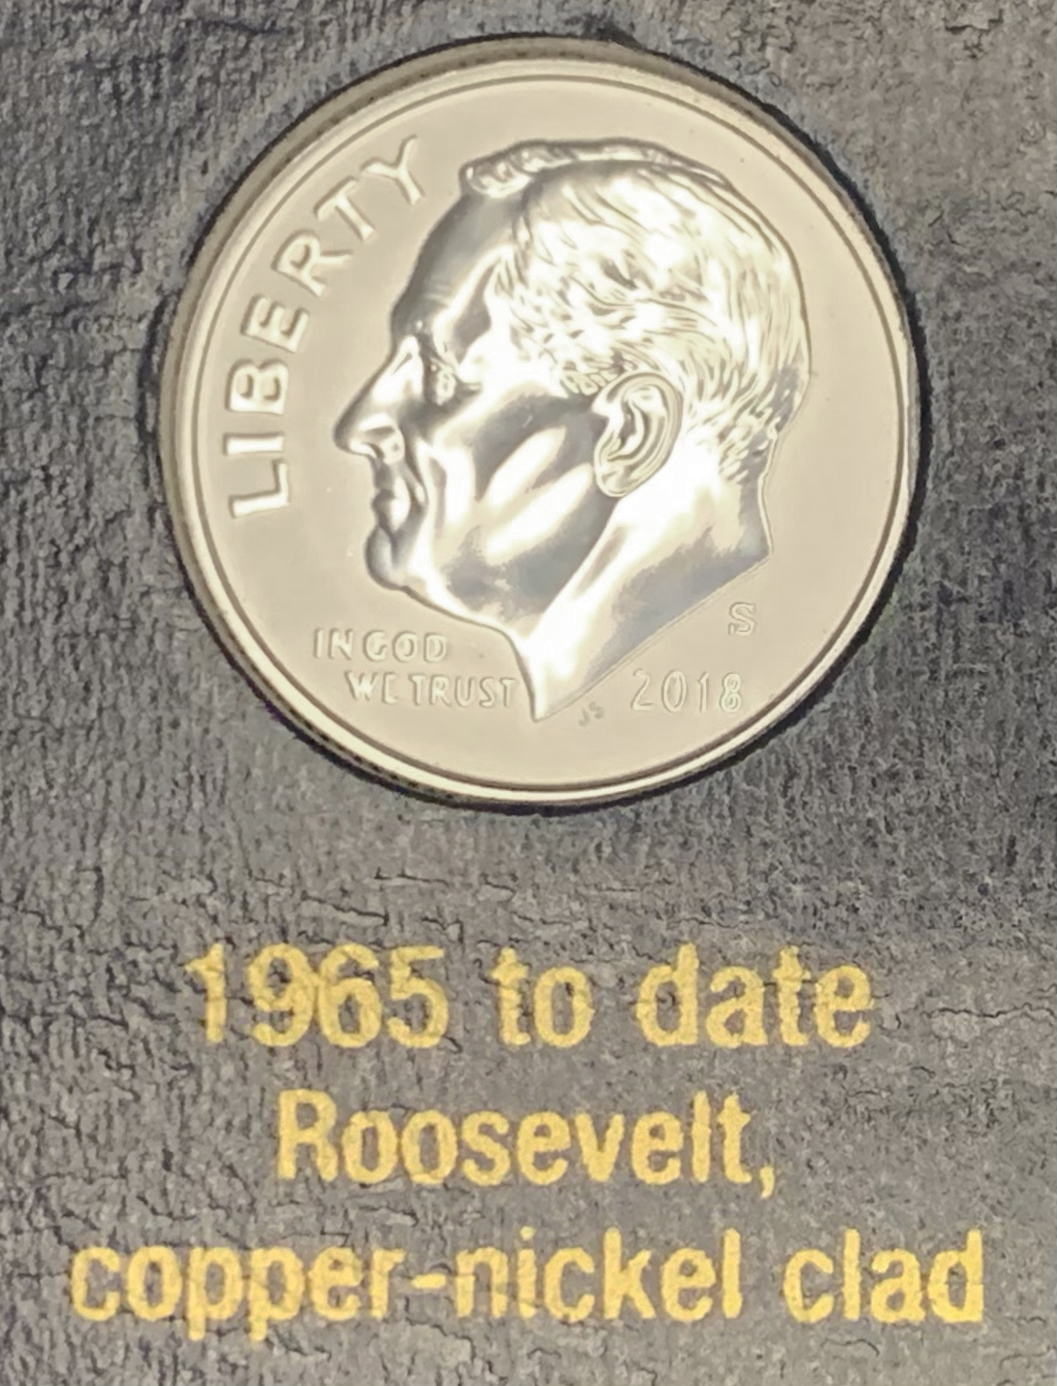 LIBERTY
IN GOD
WE TRUST
JS
S
2018
1965 to date
Roosevelt,
copper-nickel clad